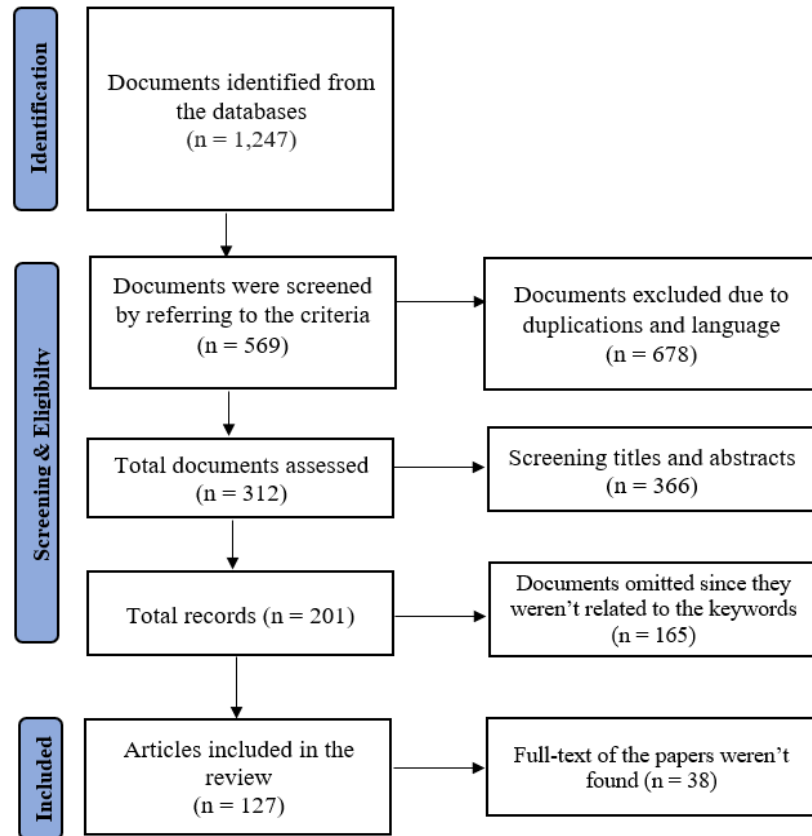 Identification
Documents identified from
the databases
(n = 1,247)
Screening & Eligibilty
Documents were screened
by referring to the criteria
(n = 569)
Documents excluded due to
duplications and language
(n = 678)
Total documents assessed
(n = 312)
Screening titles and abstracts
(n = 366)
Total records (n = 201)
Documents omitted since they
weren’t related to the keywords
(n = 165)
Included
Articles included in the
review
(n = 127)
Full-text of the papers weren’t
found (n = 38)